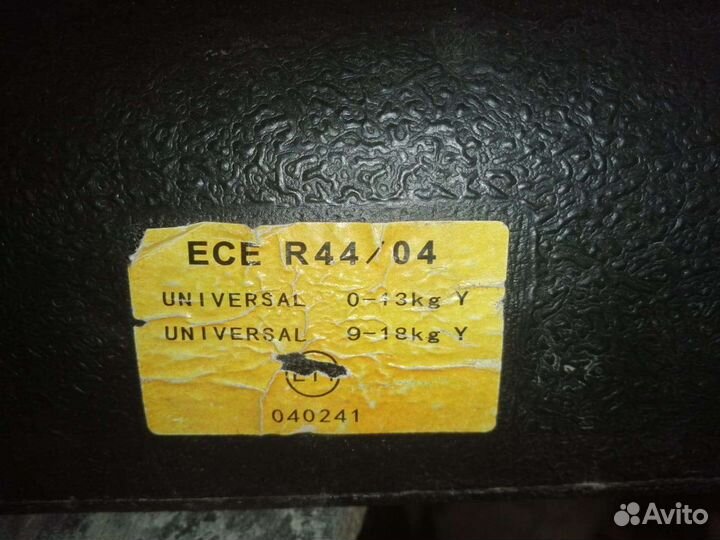 ECE R44/04
UNIVERSAL 0-13kg Y
UNIVERSAL 9-18kg Y
040241
Avito